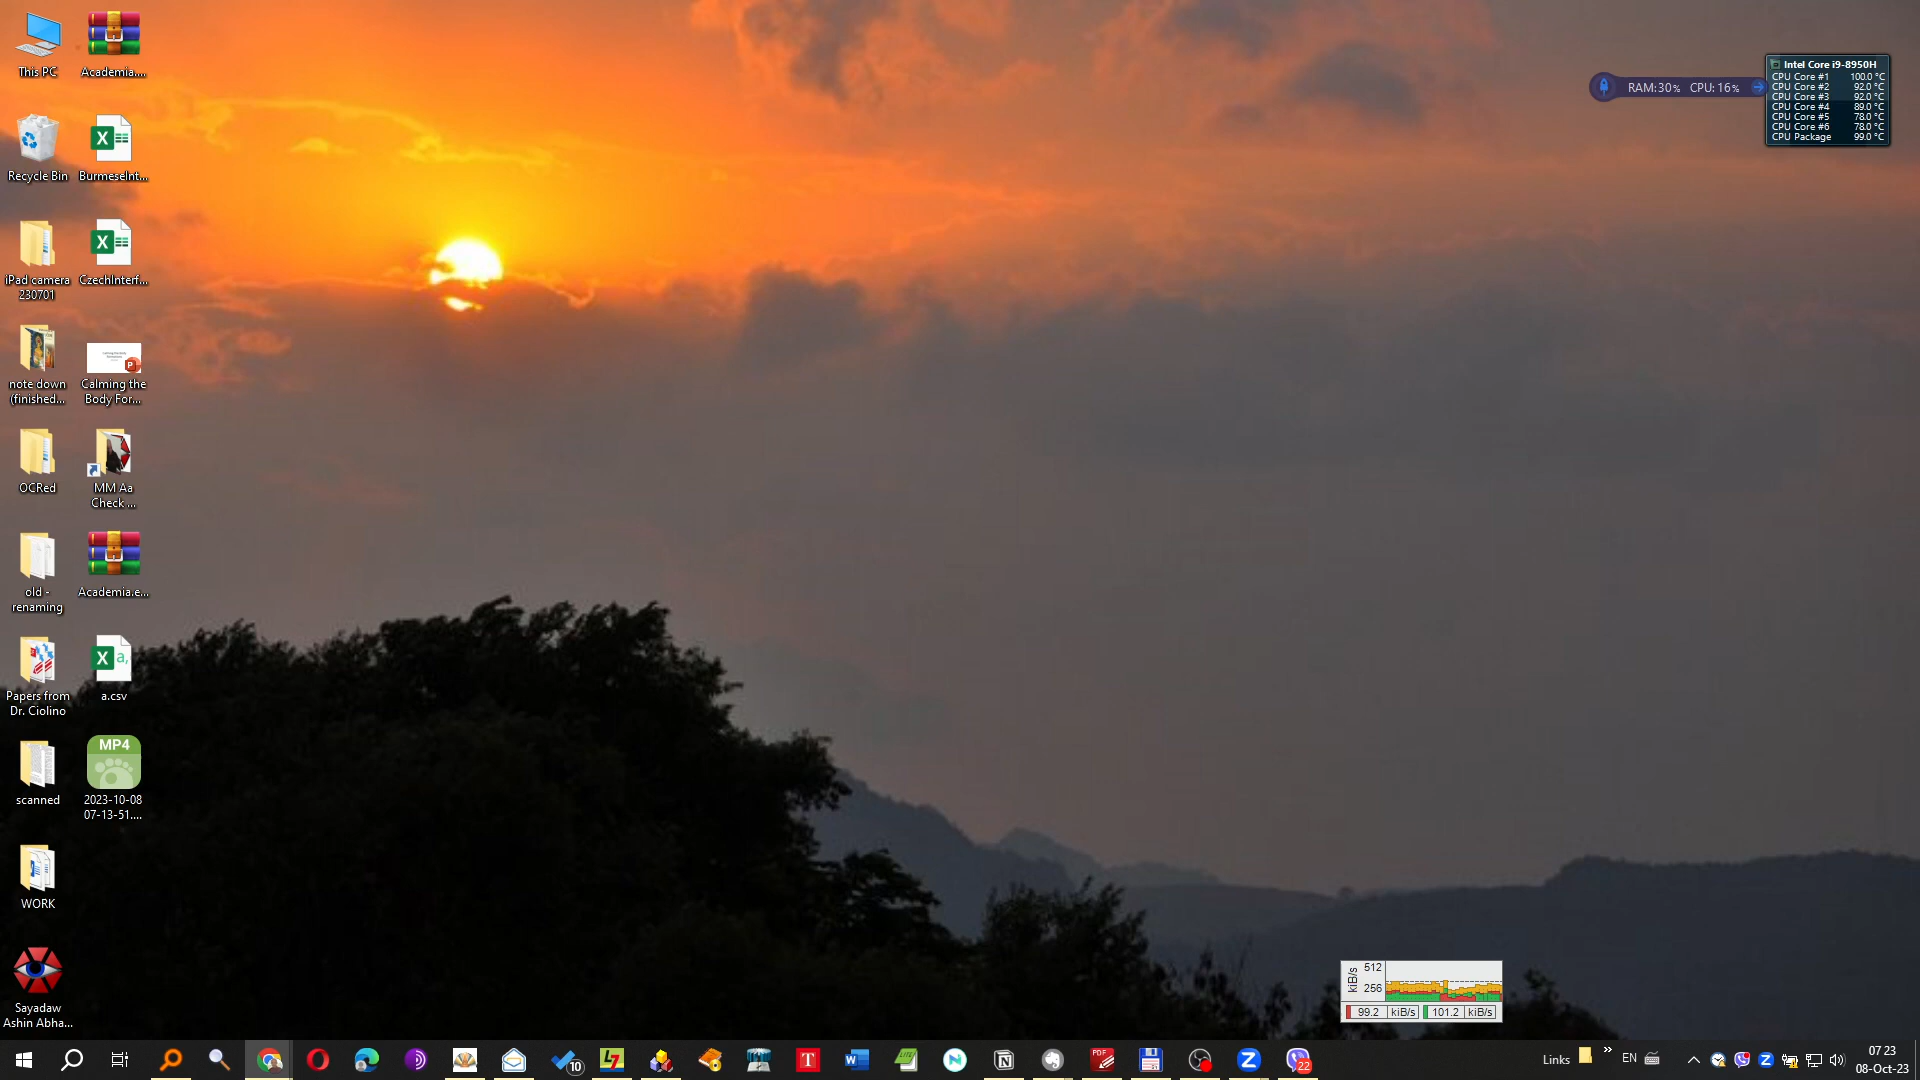 This PC
Academia....
Recycle Bin
BurmeseInt...
iPad camera
230701
CzechInterf...
note down
(finished...
Calming the
Body For...
OCRed
MM Aa
Check ...
old -
renaming
Academia.e...
Papers from
Dr. Ciolino
a.csv
MP4
scanned
2023-10-08
07-13-51....
WORK
Sayadaw
Ashin Abha...
RAM:30% CPU:16%
Intel Core i9-8950H
CPU Core #1 100.0 °C
CPU Core #2 92.0 °C
CPU Core #3 92.0 °C
CPU Core #4 89.0 °C
CPU Core #5 78.0 °C
CPU Core #6 78.0 °C
CPU Package 99.0 °C
kiB/s
512
256
99.2 kiB/s 101.2 kiB/s
10
PDF
22
Links
EN
07 23
08-Oct-23